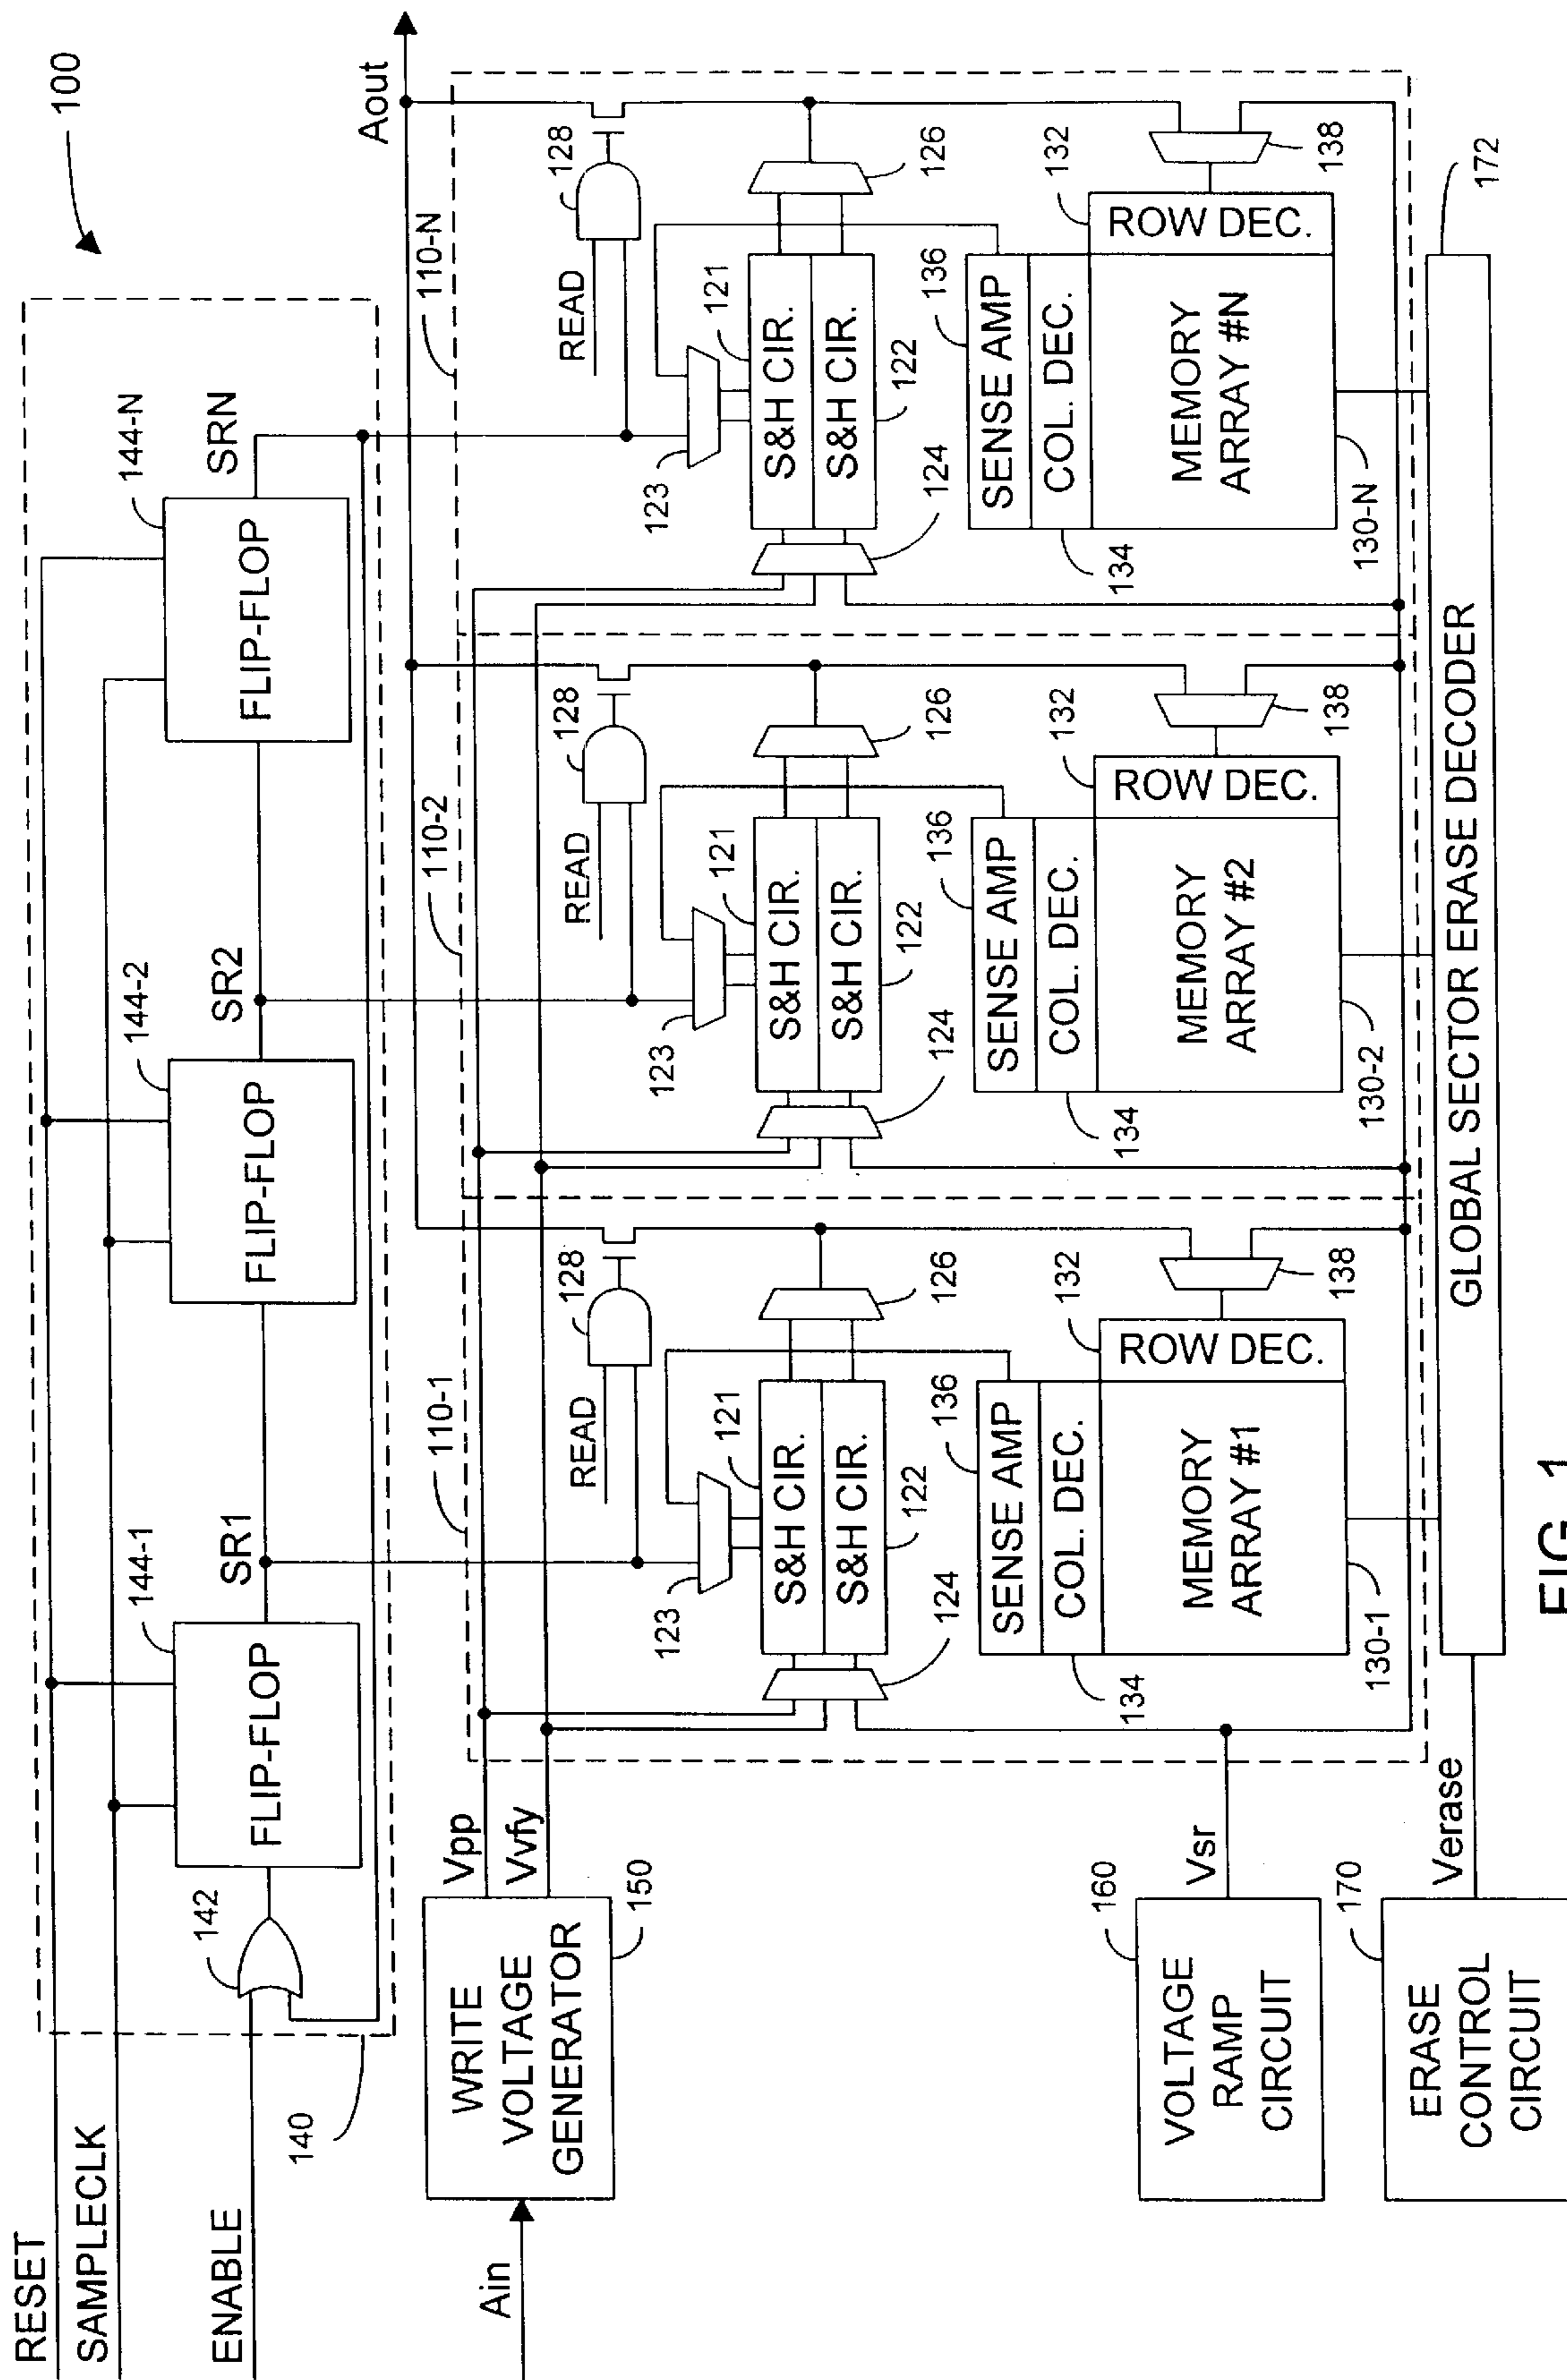 RESET
SAMPLECLK
ENABLE
140
142
144-1
FLIP-FLOP
SR1
144-2
FLIP-FLOP
SR2
144-N
FLIP-FLOP
SRN
100
Aout
Ain
WRITE
VOLTAGE
GENERATOR
150
Vpp
Vvfy
110-1
READ
128
123
121
S&H CIR.
S&H CIR.
122
124
126
136
SENSE AMP
COL. DEC.
134
132
ROW DEC.
MEMORY
ARRAY #1
130-1
138
110-2
READ
128
123
121
S&H CIR.
S&H CIR.
122
124
126
136
SENSE AMP
COL. DEC.
134
132
ROW DEC.
MEMORY
ARRAY #2
130-2
138
110-N
READ
128
123
121
S&H CIR.
S&H CIR.
122
124
126
136
SENSE AMP
COL. DEC.
134
132
ROW DEC.
MEMORY
ARRAY #N
130-N
138
160
VOLTAGE
RAMP
CIRCUIT
Vsr
170
ERASE
CONTROL
CIRCUIT
Verase
GLOBAL SECTOR ERASE DECODER
172
FIG. 1